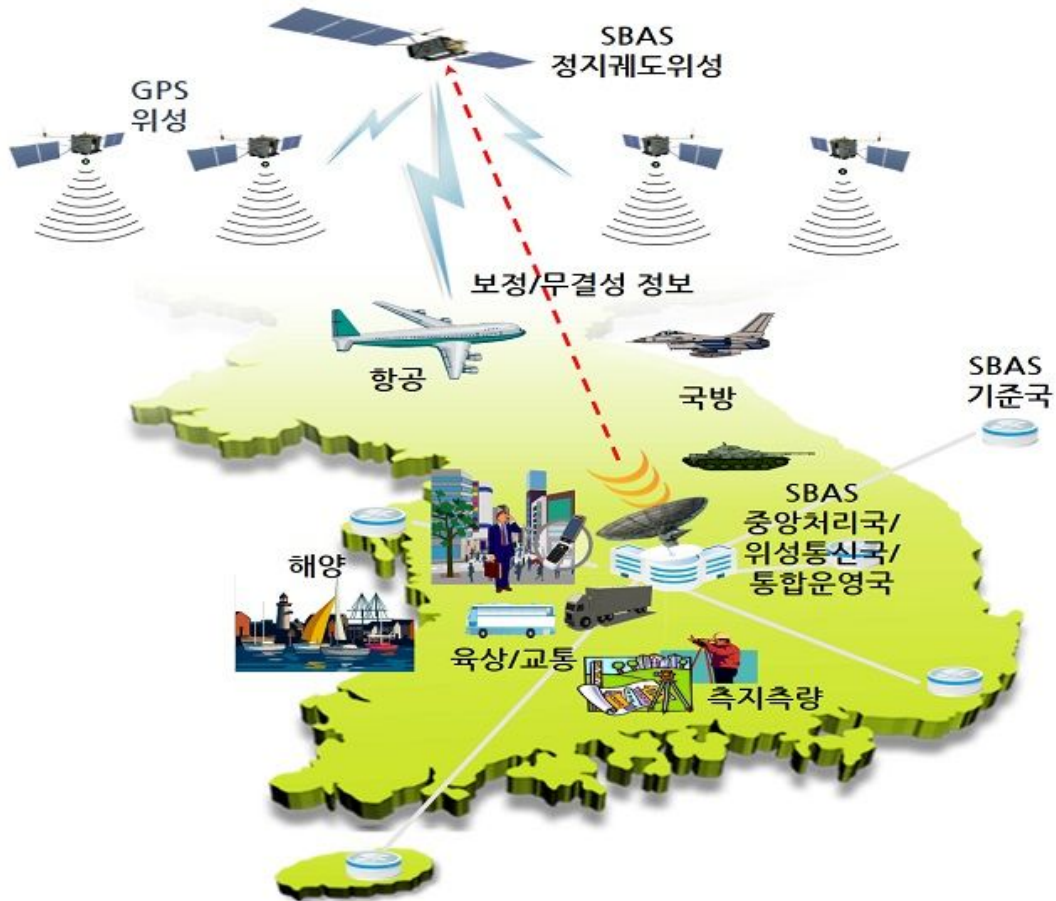 SBAS
정지궤도위성
GPS
위성
보정/무결성 정보
항공
국방
SBAS
기준국
SBAS
중앙처리국/
위성통신국/
통합운영국
해양
육상/교통
측지측량